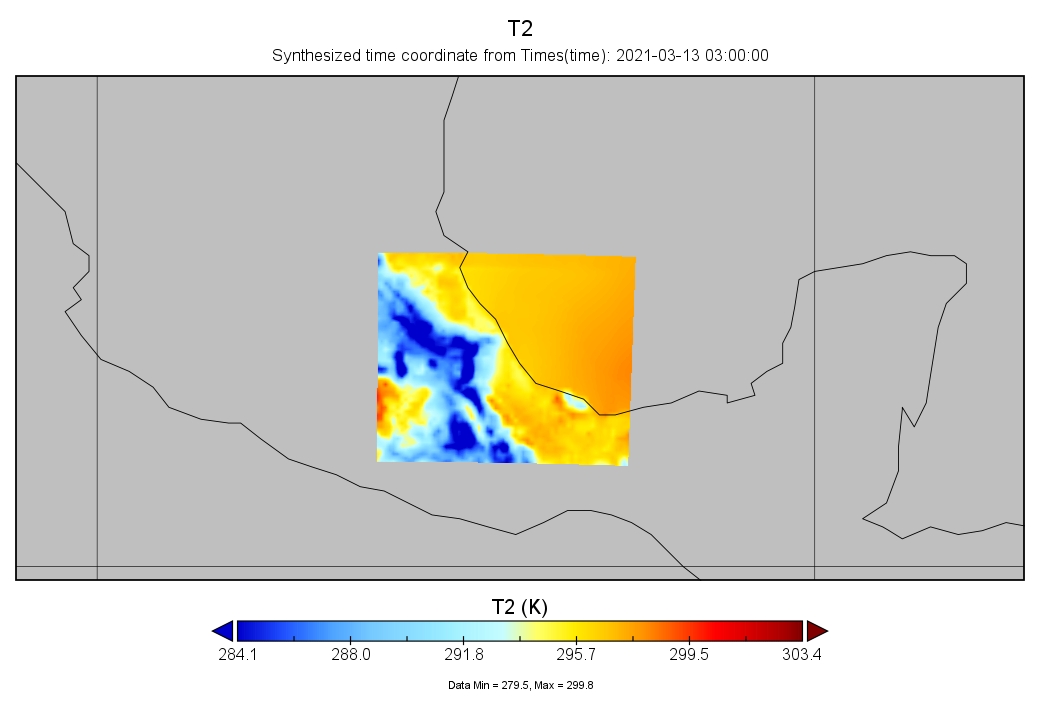 T2
Synthesized time coordinate from Times(time): 2021-03-13 03:00:00
T2 (K)
284.1 288.0 291.8 295.7 299.5 303.4
Data Min = 279.5, Max = 299.8